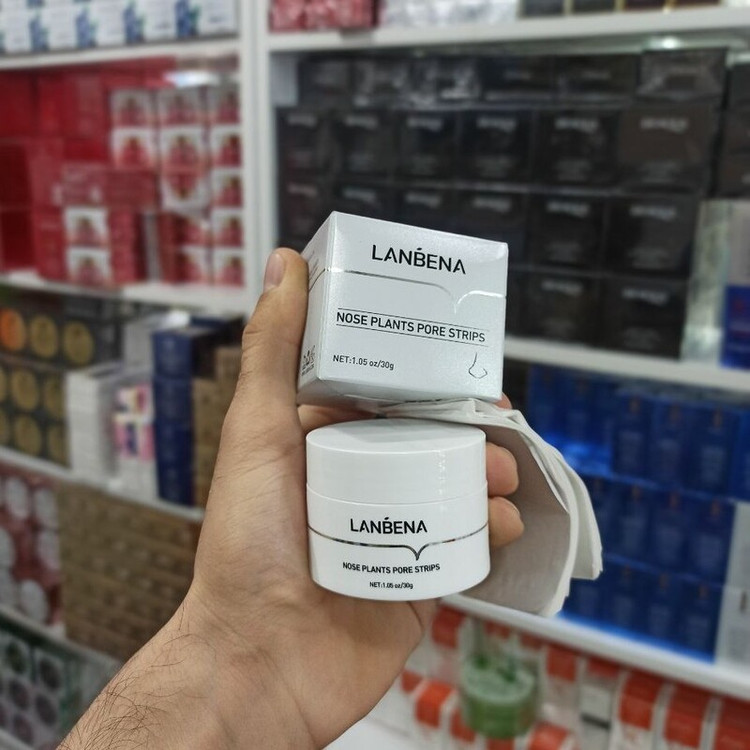 LANBENA
NOSE PLANTS PORE STRIPS
NET:1.05 oz/30g
LANBENA
NOSE PLANTS PORE STRIPS
NET:1.05 oz/30g